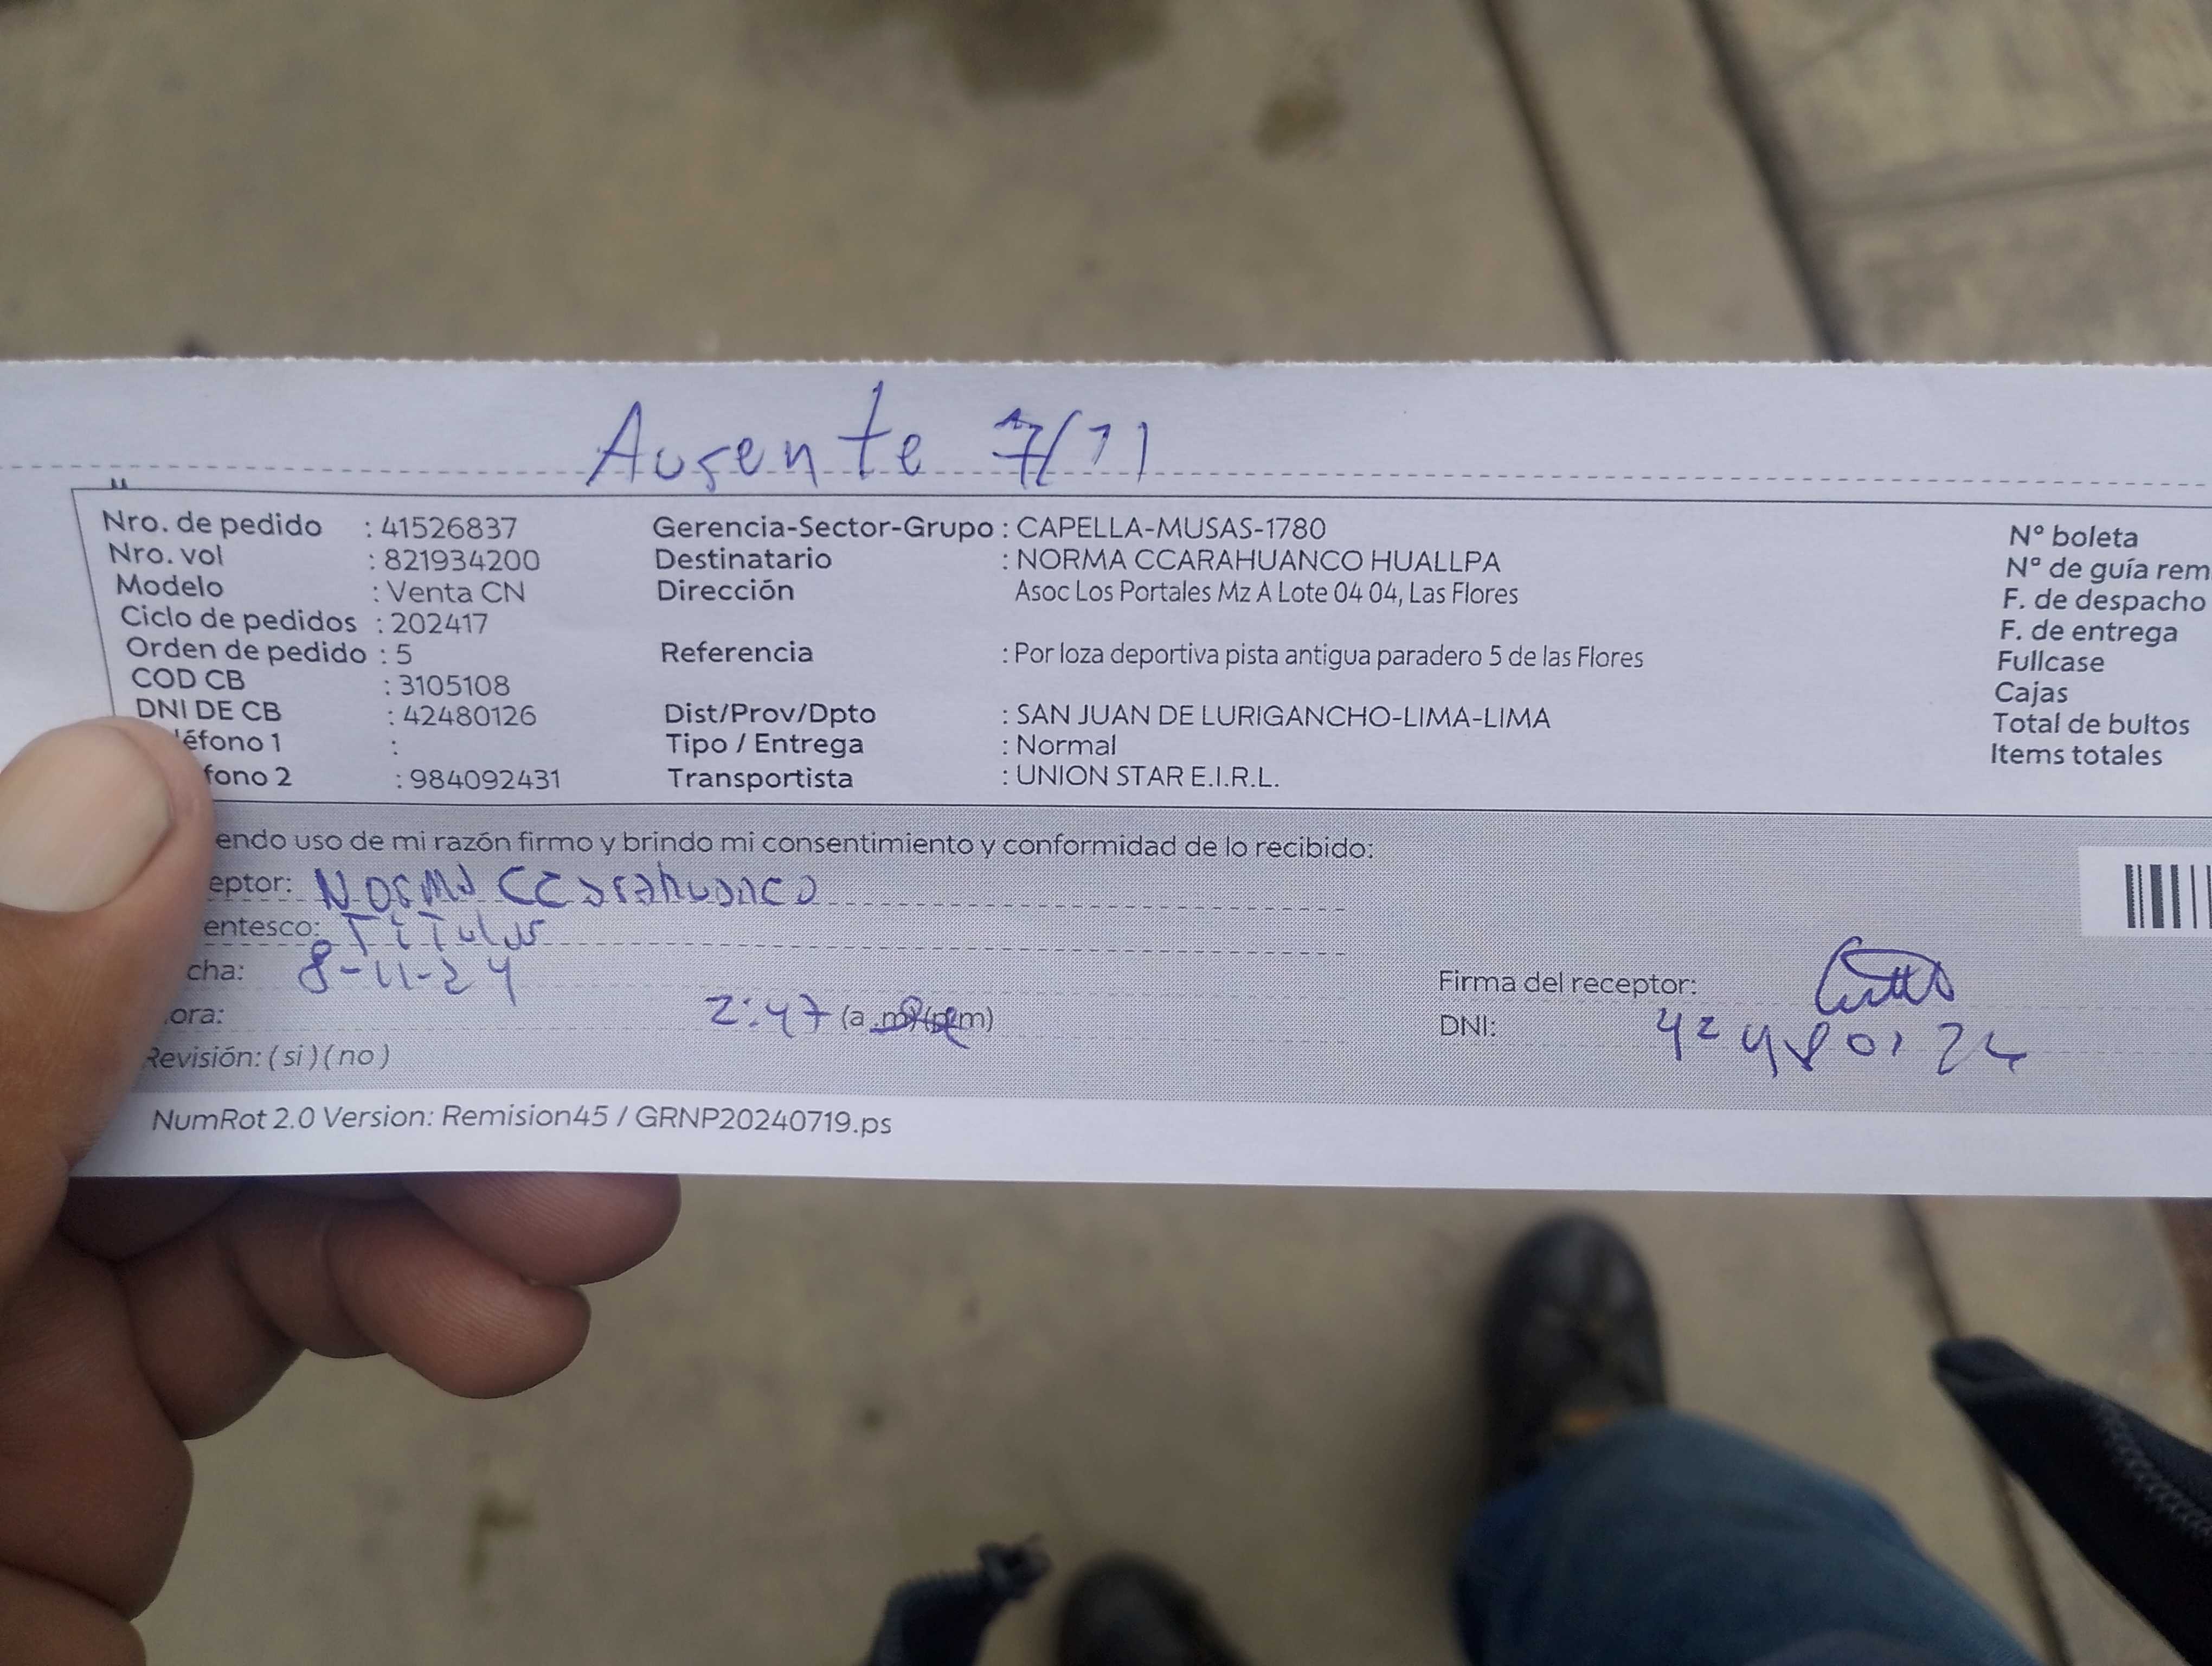 Ausente 7/11
Nro. de pedido : 41526837 Gerencia-Sector-Grupo : CAPELLA-MUSAS-1780 N° boleta
Nro. vol : 821934200 Destinatario : NORMA CCARAHUANCO HUALLPA N° de guía rem
Modelo : Venta CN Dirección Asoc Los Portales Mz A Lote 04 04, Las Flores F. de despacho
Ciclo de pedidos : 202417 F. de entrega
Orden de pedido : 5 Referencia : Por loza deportiva pista antigua paradero 5 de las Flores Fullcase
COD CB : 3105108 Cajas
DNI DE CB : 42480126 Dist/Prov/Dpto : SAN JUAN DE LURIGANCHO-LIMA-LIMA Total de bultos
léfono 1 : Tipo / Entrega : Normal Items totales
fono 2 : 984092431 Transportista : UNION STAR E.I.R.L.
endo uso de mi razón firmo y brindo mi consentimiento y conformidad de lo recibido:
eptor: Norma CCarahuanco
entesco: Titular
cha: 8-11-24
ora: 2:47 (a m) (p m)
Firma del receptor:
DNI:
Revisión: ( si ) ( no )
NumRot 2.0 Version: Remision45 / GRNP20240719.ps